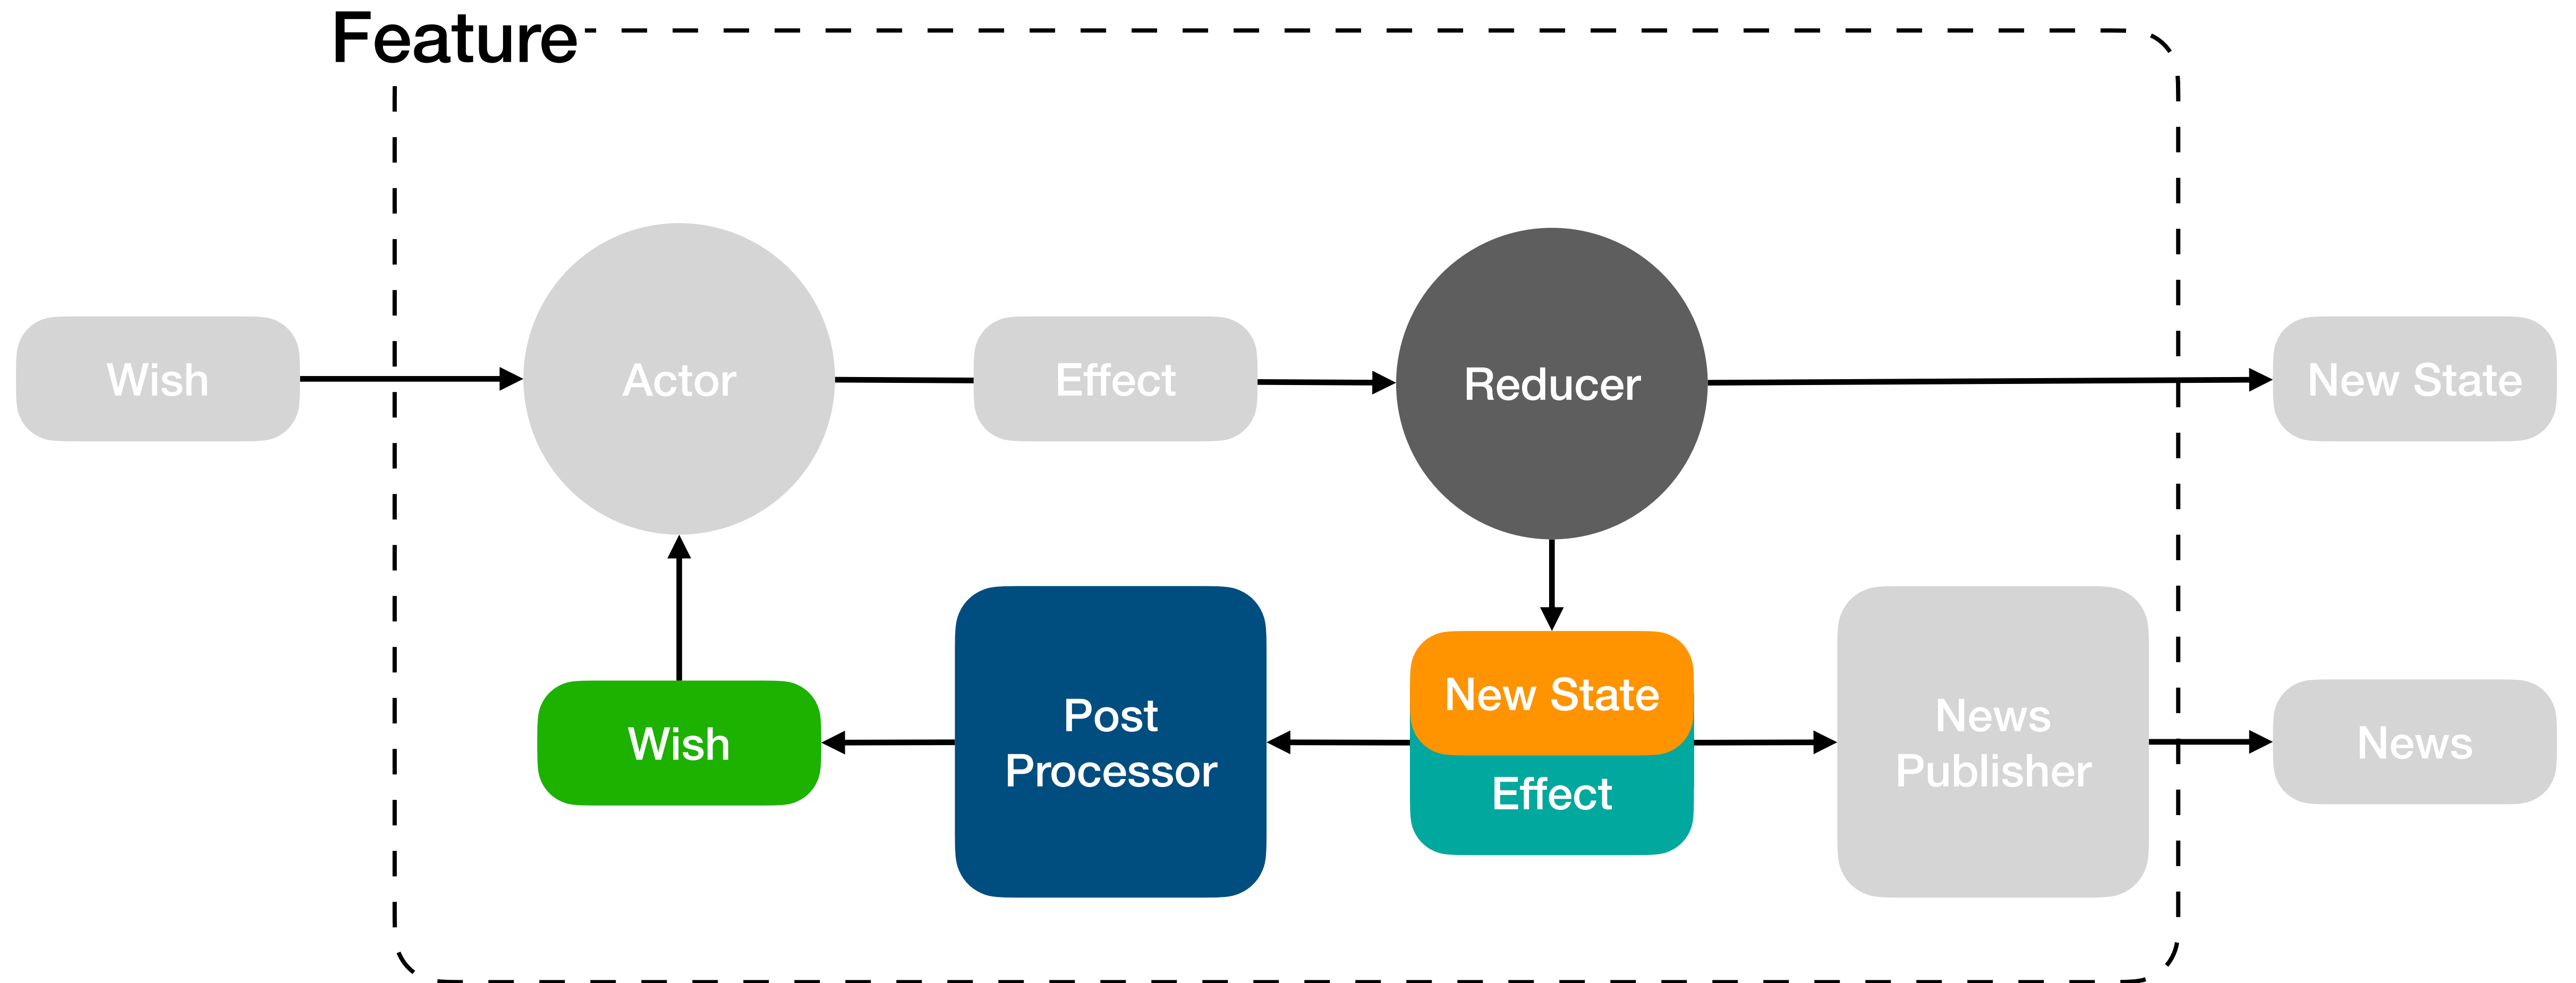 Feature
Wish
Actor
Effect
Reducer
New State
Wish
Post
Processor
New State
Effect
News
Publisher
News